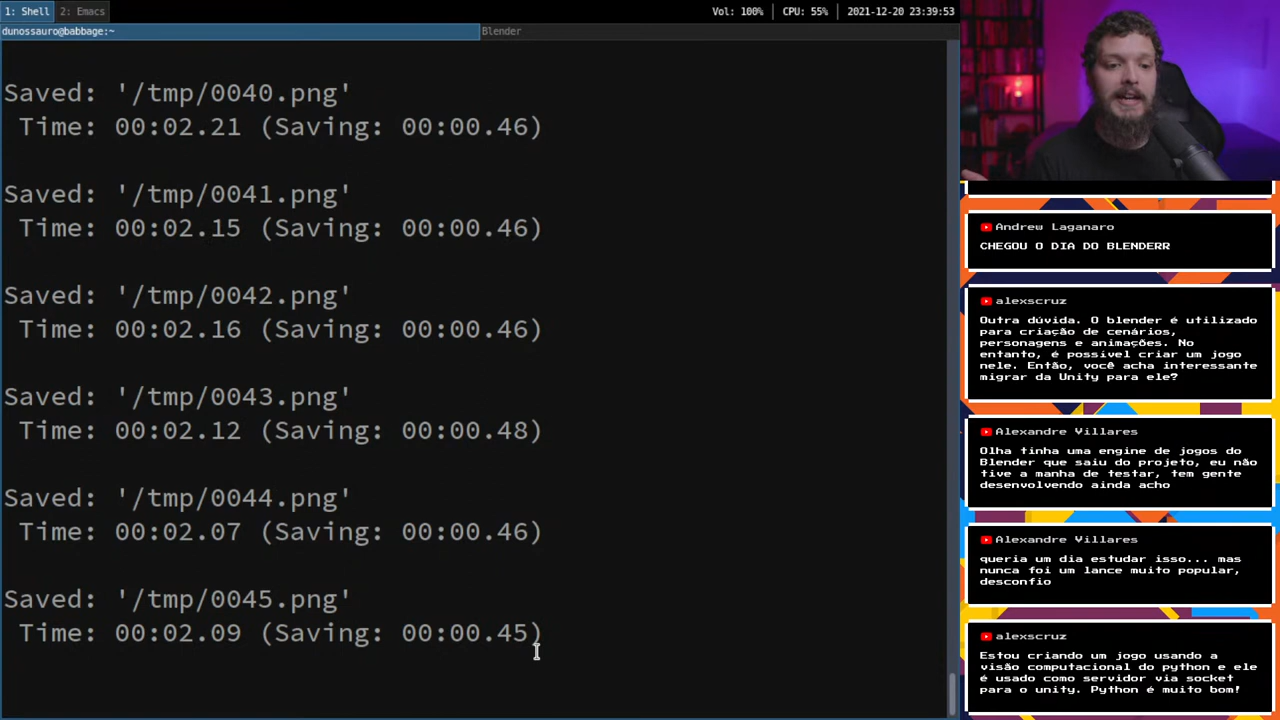 1: Shell
2: Emacs
Vol: 100%
CPU: 55%
2021-12-20 23:39:53
dunossauro@babbage:~
Blender
Saved: '/tmp/0040.png'
Time: 00:02.21 (Saving: 00:00.46)
Saved: '/tmp/0041.png'
Time: 00:02.15 (Saving: 00:00.46)
Saved: '/tmp/0042.png'
Time: 00:02.16 (Saving: 00:00.46)
Saved: '/tmp/0043.png'
Time: 00:02.12 (Saving: 00:00.48)
Saved: '/tmp/0044.png'
Time: 00:02.07 (Saving: 00:00.46)
Saved: '/tmp/0045.png'
Time: 00:02.09 (Saving: 00:00.45)
Andrew Laganaro
CHEGOU O DIA DO BLENDERR
alexscruz
Outra dúvida. O blender é utilizado
para criação de cenários,
personagens e animações. No
entanto, é possível criar um jogo
nele. Então, você acha interessante
migrar da Unity para ele?
Alexandre Villares
Olha tinha uma engine de jogos do
Blender que saiu do projeto, eu não
tive a manha de testar, tem gente
desenvolvendo ainda acho
Alexandre Villares
queria um dia estudar isso... mas
nunca foi um lance muito popular,
desconfio
alexscruz
Estou criando um jogo usando a
visão computacional do python e ele
é usado como servidor via socket
para o unity. Python é muito bom!